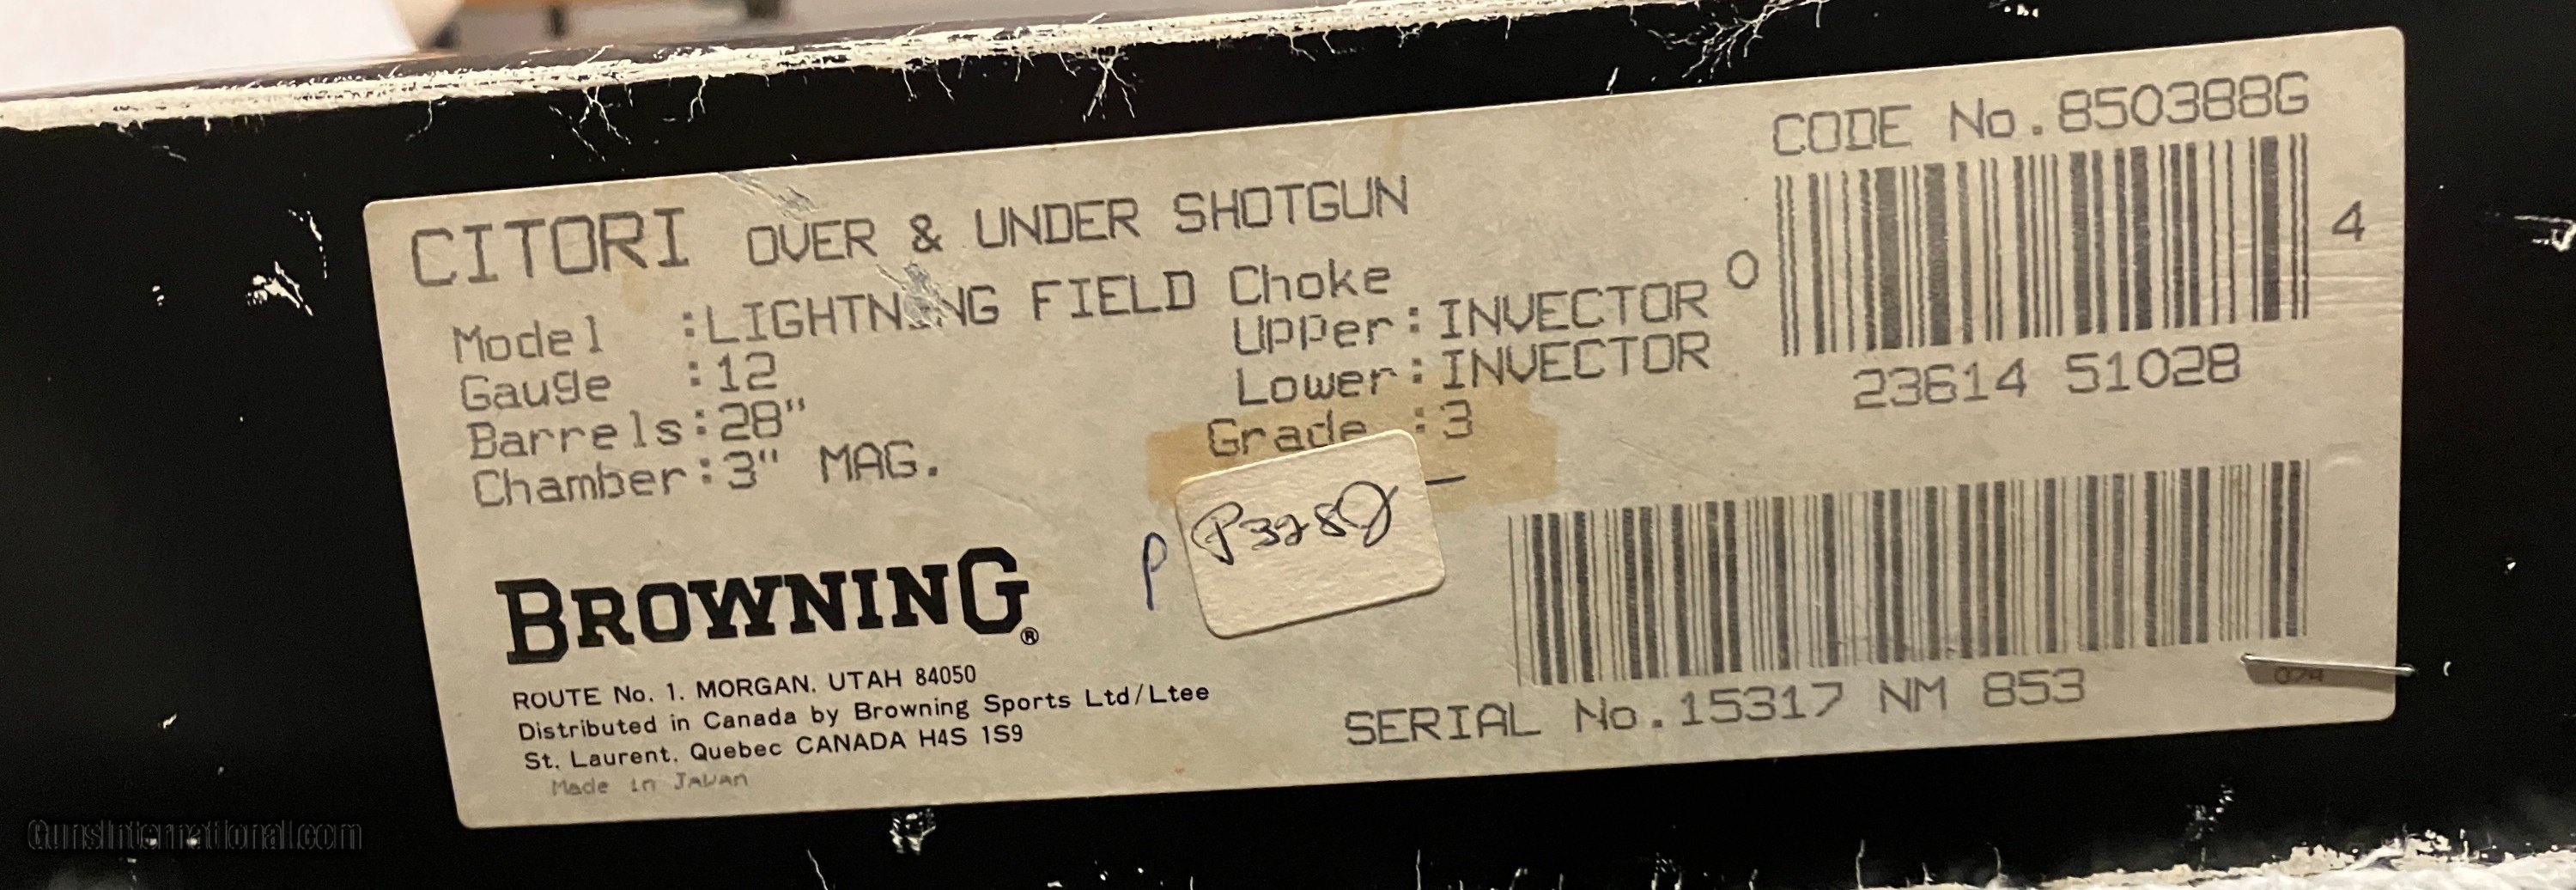 CODE No.850388G
CITORI OVER & UNDER SHOTGUN
Model :LIGHTNING FIELD
Gauge :12
Barrels:28"
Chamber:3" MAG.
Choke
Upper:INVECTOR
Lower:INVECTOR
Grade :3
0
4
23614 51028
P
P328
BROWNING®
ROUTE No. 1, MORGAN, UTAH 84050
Distributed in Canada by Browning Sports Ltd/Ltee
St. Laurent, Quebec CANADA H4S 1S9
Made in JAPAN
SERIAL No.15317 NM 853
GunsInternational.com